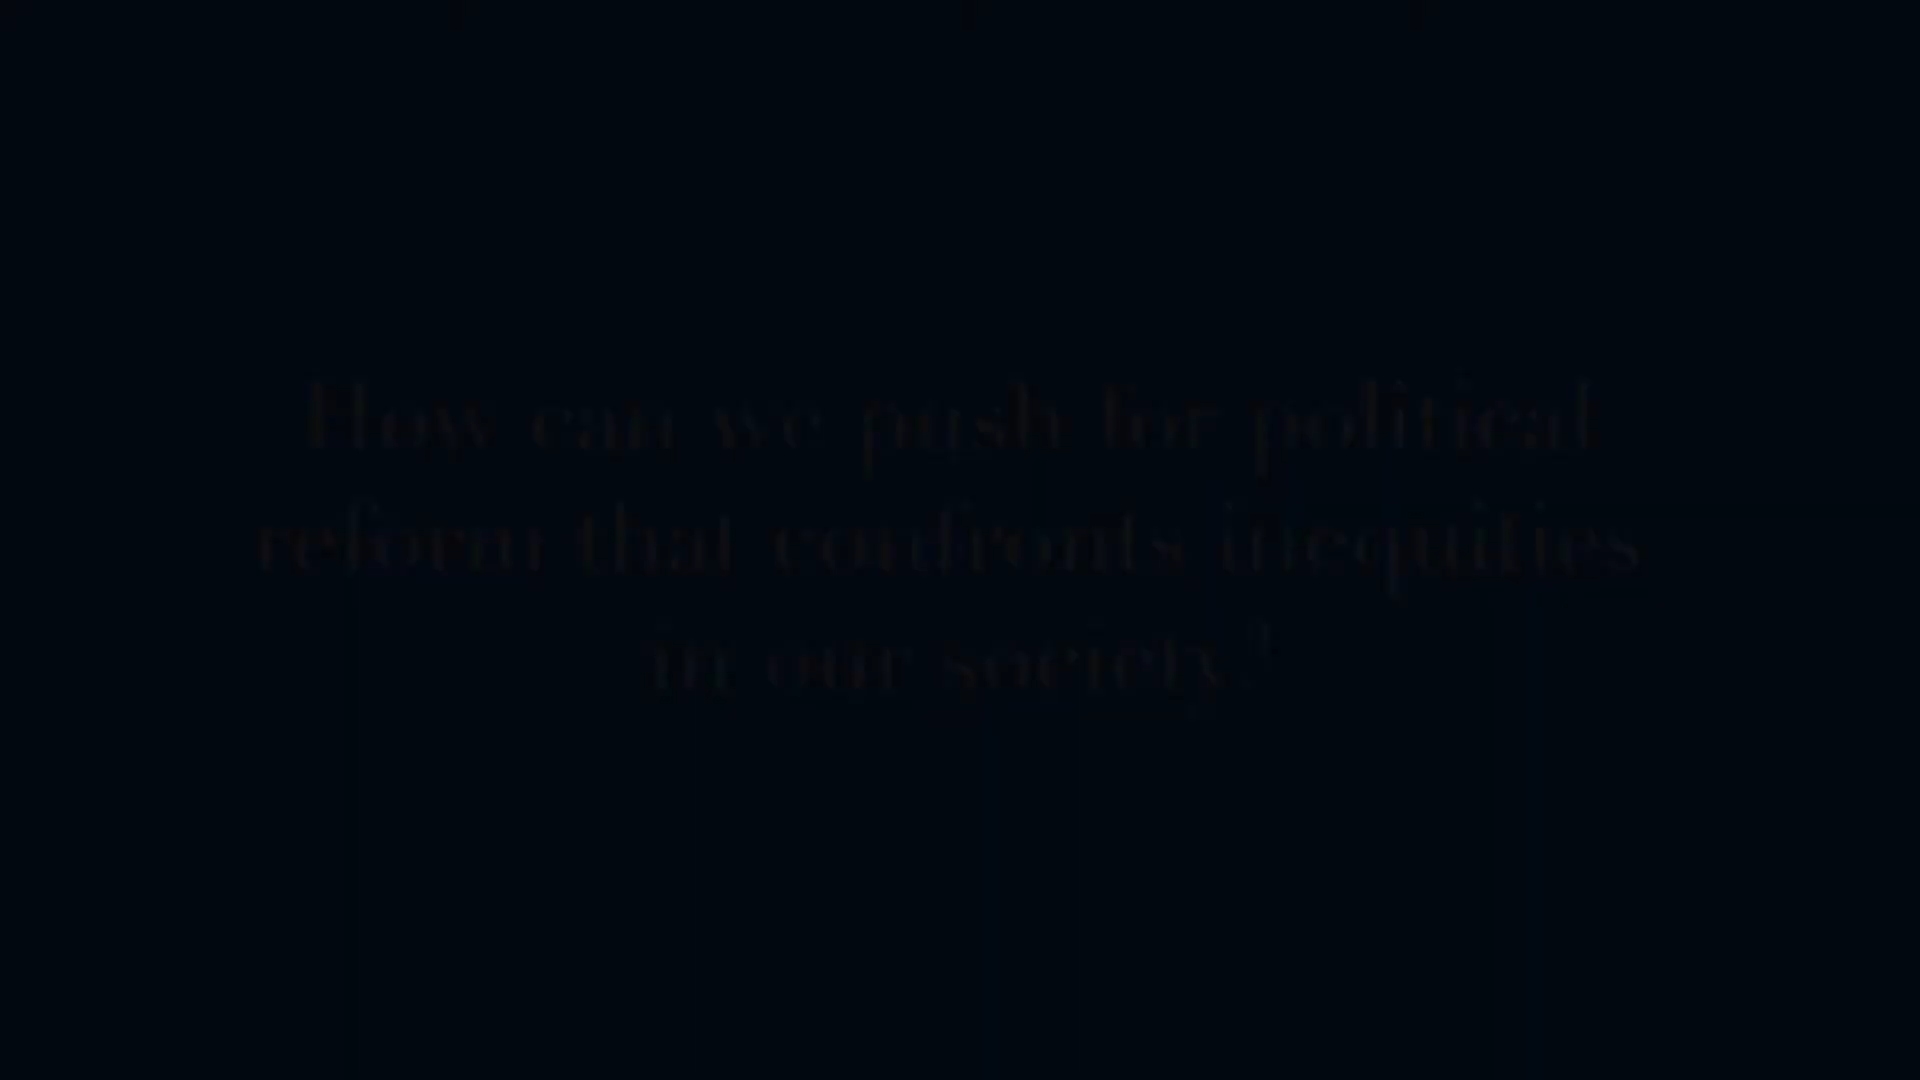 How can we push for political
reform that confronts inequities
in our society?